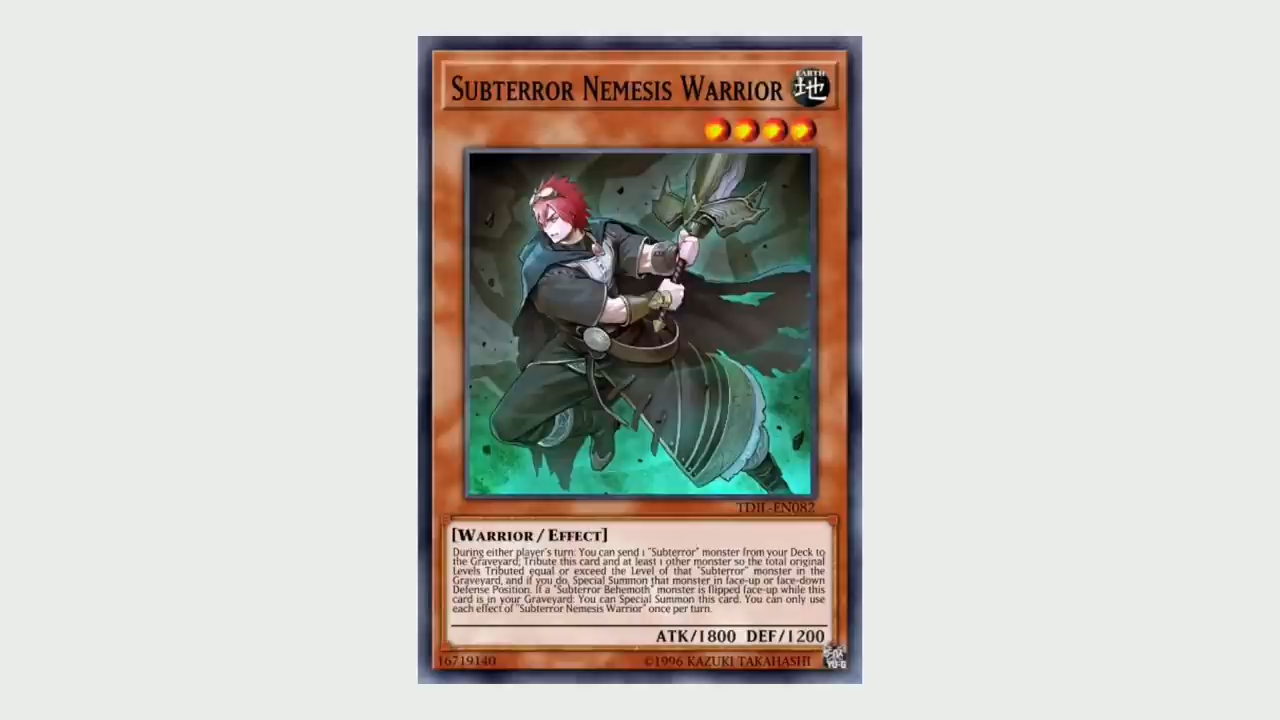 SUBTERROR NEMESIS WARRIOR
EARTH
地
TDIL-EN082
[WARRIOR / EFFECT]
During either player's turn: You can send 1 "Subterror" monster from your Deck to
the Graveyard; Tribute this card and at least 1 other monster so the total original
Levels Tributed equal or exceed the Level of that "Subterror" monster in the
Graveyard, and if you do, Special Summon that monster in face-up or face-down
Defense Position. If a "Subterror Behemoth" monster is flipped face-up while this
card is in your Graveyard: You can Special Summon this card. You can only use
each effect of "Subterror Nemesis Warrior" once per turn.
ATK/1800 DEF/1200
16719140
©1996 KAZUKI TAKAHASHI